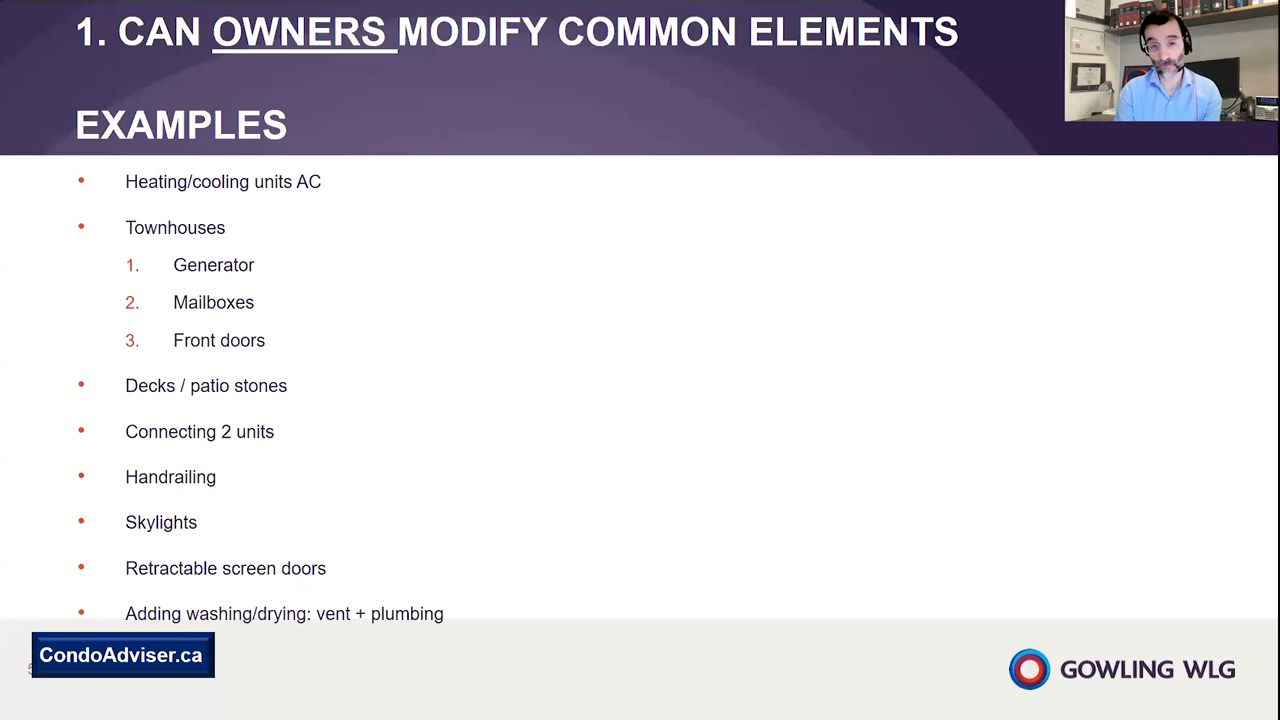 1. CAN OWNERS MODIFY COMMON ELEMENTS
EXAMPLES
• Heating/cooling units AC
• Townhouses
1. Generator
2. Mailboxes
3. Front doors
• Decks / patio stones
• Connecting 2 units
• Handrailing
• Skylights
• Retractable screen doors
• Adding washing/drying: vent + plumbing
CondoAdviser.ca
GOWLING WLG